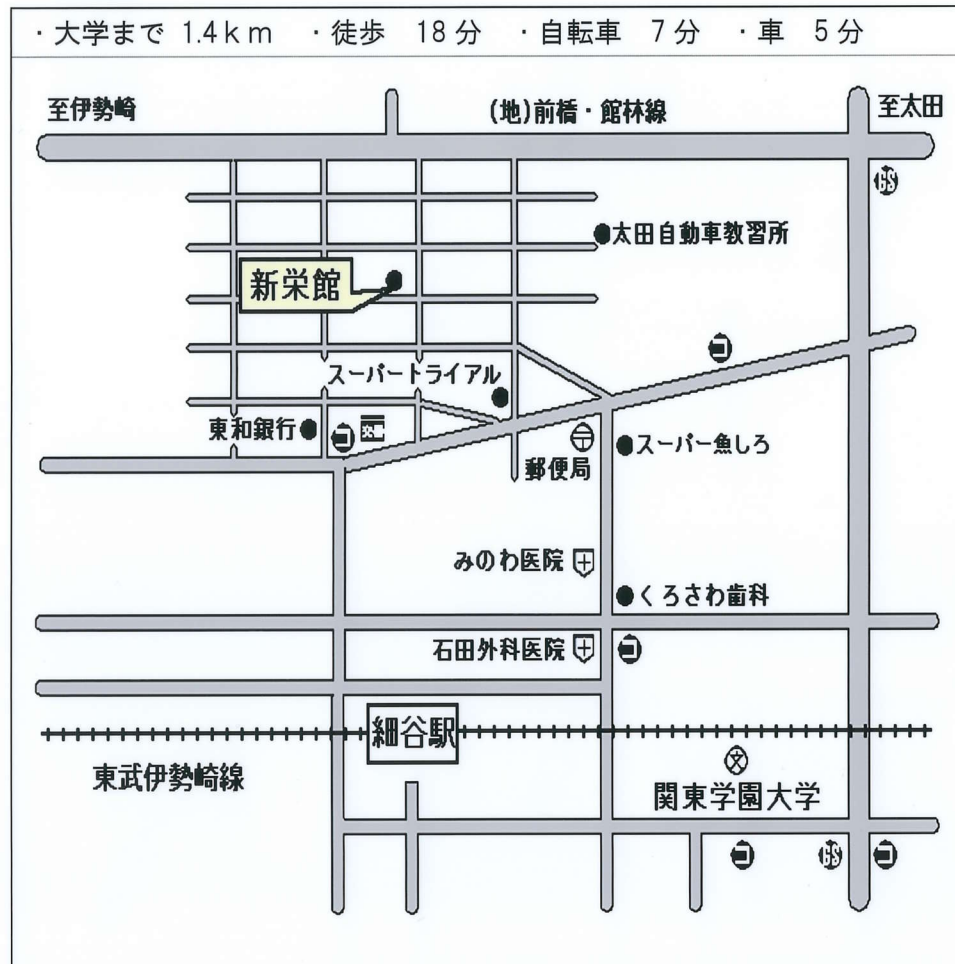 ・大学まで 1.4km ・徒歩 18分 ・自転車 7分 ・車 5分
至伊勢崎
(地)前橋・館林線
至太田
GS
太田自動車教習所
新栄館
スーパートライアル
東和銀行
スーパー魚しろ
郵便局
みのわ医院
くろさわ歯科
石田外科医院
細谷駅
東武伊勢崎線
文
関東学園大学
GS